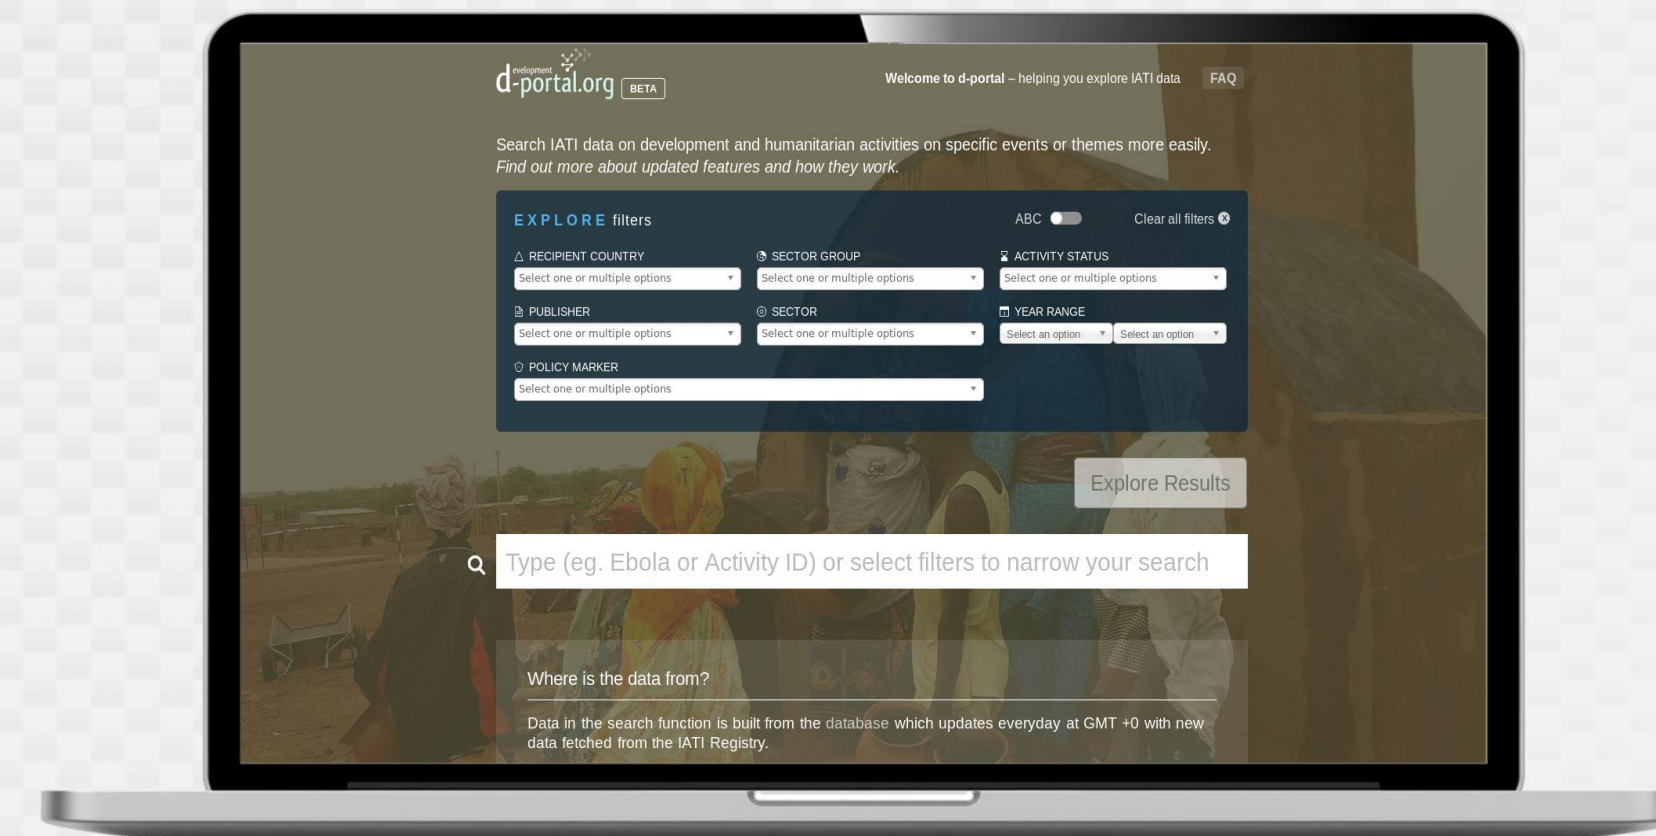 development
d-portal.org BETA
Welcome to d-portal – helping you explore IATI data FAQ
Search IATI data on development and humanitarian activities on specific events or themes more easily.
Find out more about updated features and how they work.
EXPLORE filters
ABC
Clear all filters X
RECIPIENT COUNTRY
Select one or multiple options
SECTOR GROUP
Select one or multiple options
ACTIVITY STATUS
Select one or multiple options
PUBLISHER
Select one or multiple options
SECTOR
Select one or multiple options
YEAR RANGE
Select an option Select an option
POLICY MARKER
Select one or multiple options
Explore Results
Type (eg. Ebola or Activity ID) or select filters to narrow your search
Where is the data from?
Data in the search function is built from the database which updates everyday at GMT +0 with new
data fetched from the IATI Registry.